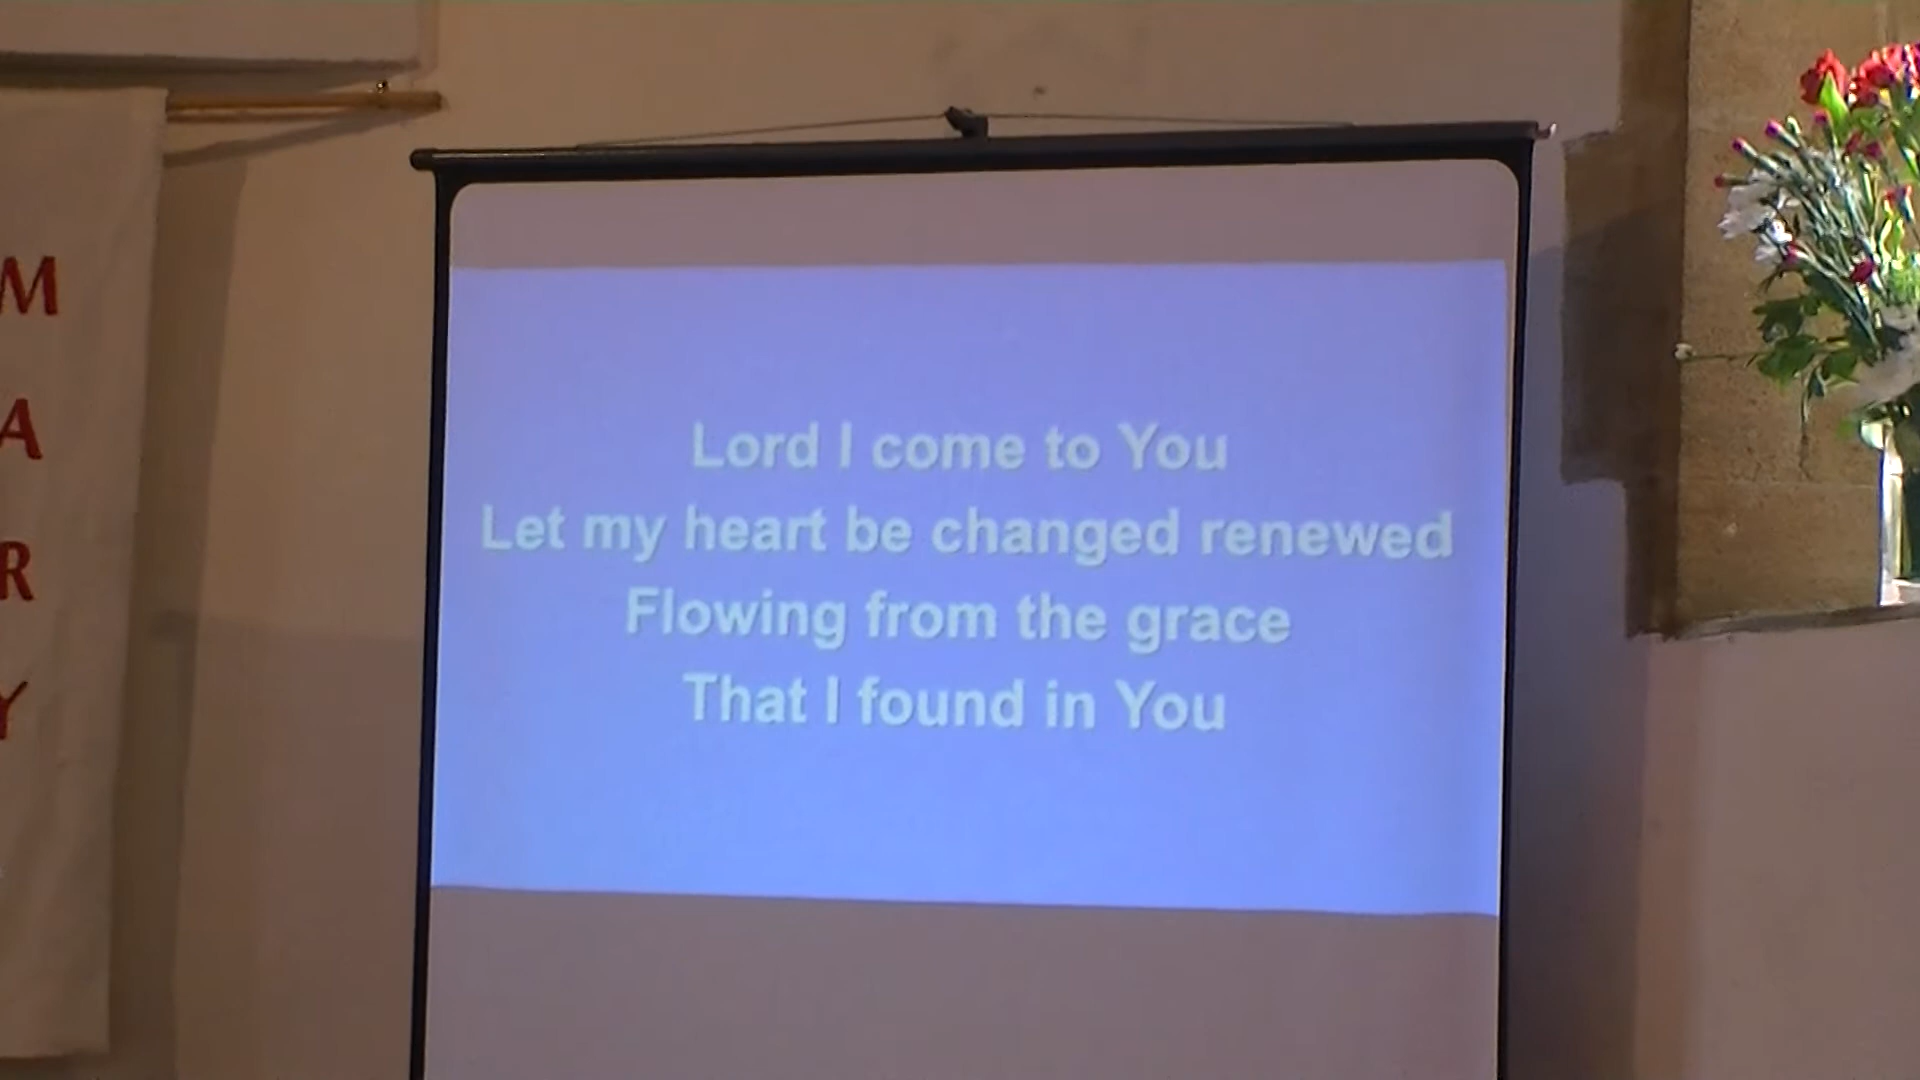 M
A
R
Y
Lord I come to You
Let my heart be changed renewed
Flowing from the grace
That I found in You